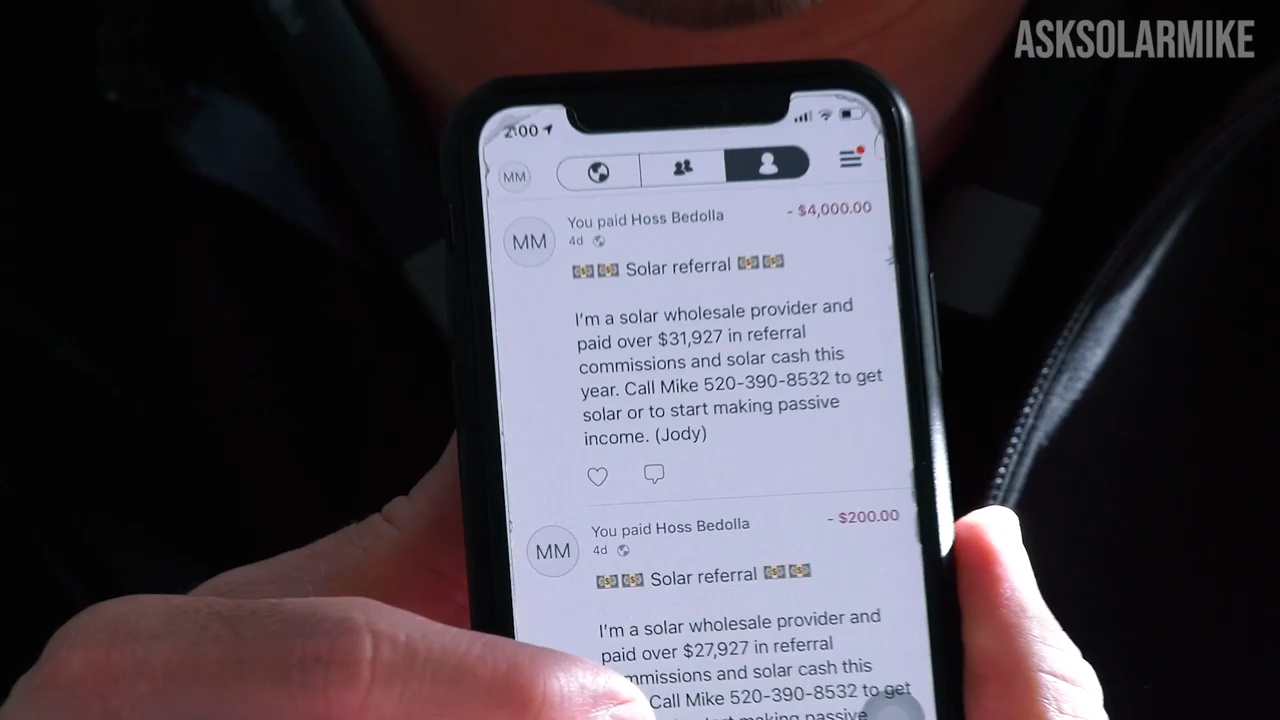 ASKSOLARMIKE
2:00
MM
You paid Hoss Bedolla
- $4,000.00
MM
4d
Solar referral
I'm a solar wholesale provider and
paid over $31,927 in referral
commissions and solar cash this
year. Call Mike 520-390-8532 to get
solar or to start making passive
income. (Jody)
You paid Hoss Bedolla
- $200.00
MM
4d
Solar referral
I'm a solar wholesale provider and
paid over $27,927 in referral
mmissions and solar cash this
Call Mike 520-390-8532 to get
making passive